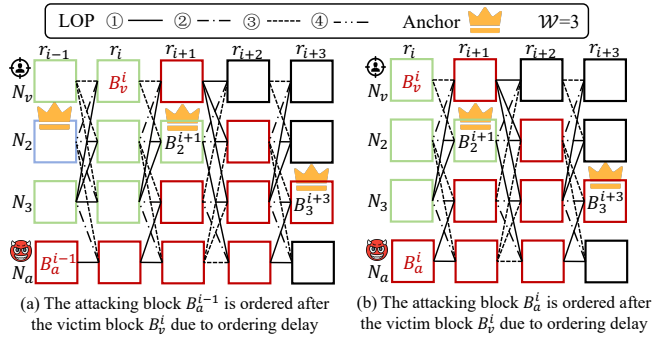 LOP ① ② ③ ④ Anchor 𝒲=3
r_{i-1} r_i r_{i+1} r_{i+2} r_{i+3}
N_v B_v^i
N_2 B_2^{i+1}
N_3 B_3^{i+3}
N_a B_a^{i-1}
(a) The attacking block B_a^{i-1} is ordered after
the victim block B_v^i due to ordering delay
r_i r_{i+1} r_{i+2} r_{i+3}
N_v B_v^i
N_2 B_2^{i+1}
N_3 B_3^{i+3}
N_a B_a^i
(b) The attacking block B_a^i is ordered after
the victim block B_v^i due to ordering delay